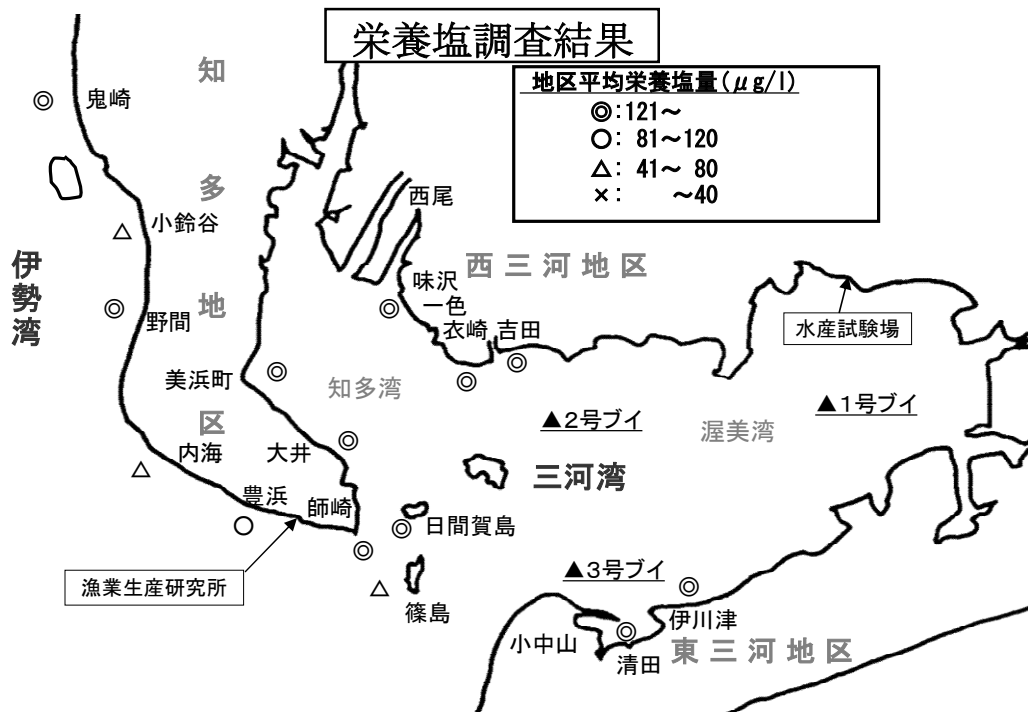 栄養塩調査結果
地区平均栄養塩量(μg/l)
◎:121～
○: 81～120
△: 41～ 80
×: ～40
知多地区
鬼崎
小鈴谷
伊勢湾
野間
美浜町
内海
大井
豊浜
師崎
漁業生産研究所
知多湾
西尾
西三河地区
味沢
一色
衣崎
吉田
水産試験場
▲2号ブイ
▲1号ブイ
渥美湾
三河湾
日間賀島
篠島
▲3号ブイ
伊川津
小中山
清田
東三河地区